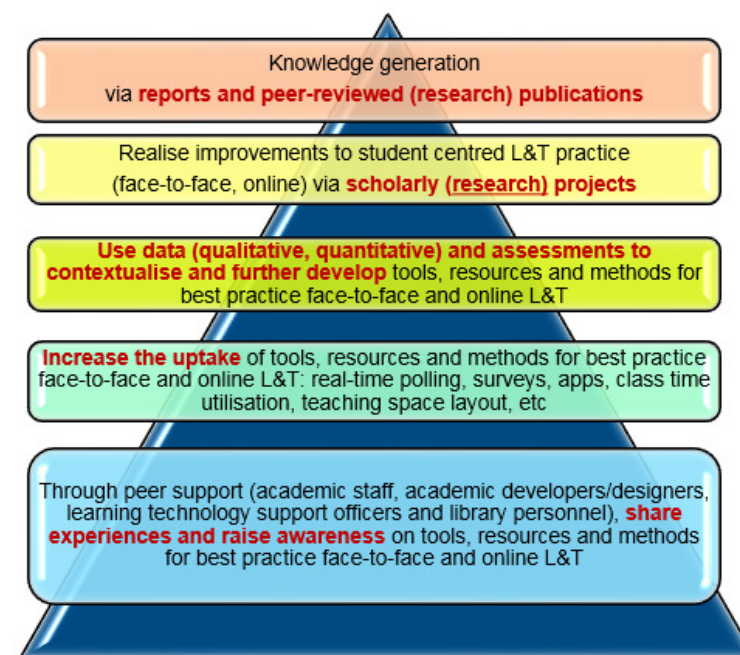 Knowledge generation
via reports and peer-reviewed (research) publications
Realise improvements to student centred L&T practice
(face-to-face, online) via scholarly (research) projects
Use data (qualitative, quantitative) and assessments to
contextualise and further develop tools, resources and methods for
best practice face-to-face and online L&T
Increase the uptake of tools, resources and methods for best practice
face-to-face and online L&T: real-time polling, surveys, apps, class time
utilisation, teaching space layout, etc
Through peer support (academic staff, academic developers/designers,
learning technology support officers and library personnel), share
experiences and raise awareness on tools, resources and methods
for best practice face-to-face and online L&T